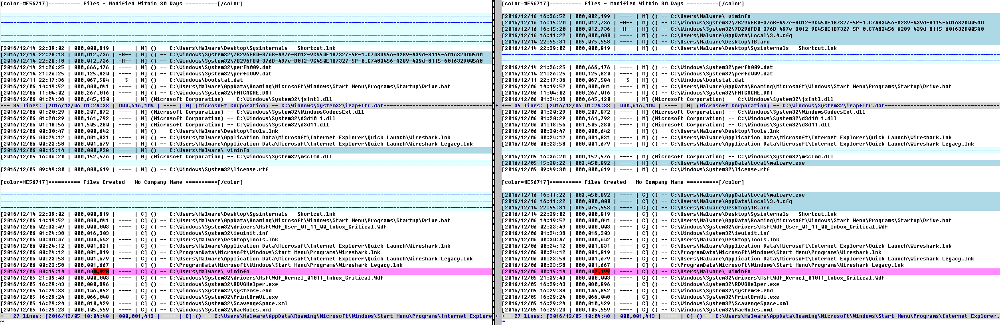 [color=#E56717]========== Files - Modified Within 30 Days ==========[/color]
[2016/12/14 22:39:02 | 000,000,819 | ---- | M] () -- C:\Users\Malware\Desktop\Sysinternals - Shortcut.lnk
[2016/12/14 22:28:18 | 000,012,736 | -H-- | M] () -- C:\Windows\System32\7B296FB0-376B-497e-B012-9C450E1B7327-5P-1.C7483456-A289-439d-8115-601632D005A0
[2016/12/14 22:28:18 | 000,012,736 | -H-- | M] () -- C:\Windows\System32\7B296FB0-376B-497e-B012-9C450E1B7327-5P-0.C7483456-A289-439d-8115-601632D005A0
[2016/12/14 21:26:25 | 000,666,176 | ---- | M] () -- C:\Windows\System32\perfh009.dat
[2016/12/14 21:26:25 | 000,125,820 | ---- | M] () -- C:\Windows\System32\perfc009.dat
[2016/12/11 22:17:36 | 000,067,584 | --S- | M] () -- C:\Windows\bootstat.dat
[2016/12/06 14:19:52 | 000,000,041 | ---- | M] () -- C:\Users\Malware\AppData\Roaming\Microsoft\Windows\Start Menu\Programs\Startup\Drive.bat
[2016/12/06 11:04:02 | 000,267,016 | ---- | M] () -- C:\Windows\System32\FNTCACHE.DAT
[2016/12/06 01:24:38 | 000,645,120 | ---- | M] (Microsoft Corporation) -- C:\Windows\System32\jsIntl.dll
+-- 35 lines: [2016/12/06 01:24:38 | 000,616,104 | ---- | M] (Microsoft Corporation) -- C:\Windows\System32\ieapfltr.dat
[2016/12/06 01:20:29 | 000,207,872 | ---- | M] (Microsoft Corporation) -- C:\Windows\System32\WindowsCodecsExt.dll
[2016/12/06 01:20:29 | 000,161,792 | ---- | M] (Microsoft Corporation) -- C:\Windows\System32\d3d10_1.dll
[2016/12/06 01:18:56 | 001,505,280 | ---- | M] (Microsoft Corporation) -- C:\Windows\System32\d3d11.dll
[2016/12/06 00:30:47 | 000,000,642 | ---- | M] () -- C:\Users\Malware\Desktop\Tools.lnk
[2016/12/06 00:24:12 | 000,001,831 | ---- | M] () -- C:\Users\Malware\Application Data\Microsoft\Internet Explorer\Quick Launch\Wireshark.lnk
[2016/12/06 00:23:58 | 000,001,679 | ---- | M] () -- C:\Users\Malware\Application Data\Microsoft\Internet Explorer\Quick Launch\Wireshark Legacy.lnk
[2016/12/06 00:15:14 | 000,000,928 | ---- | M] () -- C:\Users\Malware\_viminfo
[2016/12/05 16:36:20 | 000,152,576 | ---- | M] (Microsoft Corporation) -- C:\Windows\System32\msclmd.dll
[2016/12/05 09:49:30 | 000,000,619 | ---- | M] () -- C:\Windows\System32\license.rtf
[color=#E56717]========== Files Created - No Company Name ==========[/color]
[2016/12/14 22:39:02 | 000,000,819 | ---- | C] () -- C:\Users\Malware\Desktop\Sysinternals - Shortcut.lnk
[2016/12/06 14:19:52 | 000,000,041 | ---- | C] () -- C:\Users\Malware\AppData\Roaming\Microsoft\Windows\Start Menu\Programs\Startup\Drive.bat
[2016/12/06 02:33:49 | 000,000,003 | ---- | C] () -- C:\Windows\System32\drivers\MsftWdf_User_01_11_00_Inbox_Critical.Wdf
[2016/12/06 01:24:38 | 000,016,303 | ---- | C] () -- C:\Windows\System32\ieuinit.inf
[2016/12/06 00:30:47 | 000,000,642 | ---- | C] () -- C:\Users\Malware\Desktop\Tools.lnk
[2016/12/06 00:24:12 | 000,001,831 | ---- | C] () -- C:\Users\Malware\Application Data\Microsoft\Internet Explorer\Quick Launch\Wireshark.lnk
[2016/12/06 00:24:12 | 000,001,819 | ---- | C] () -- C:\ProgramData\Microsoft\Windows\Start Menu\Programs\Wireshark.lnk
[2016/12/06 00:23:58 | 000,001,679 | ---- | C] () -- C:\Users\Malware\Application Data\Microsoft\Internet Explorer\Quick Launch\Wireshark Legacy.lnk
[2016/12/06 00:23:58 | 000,001,667 | ---- | C] () -- C:\ProgramData\Microsoft\Windows\Start Menu\Programs\Wireshark Legacy.lnk
[2016/12/06 00:15:14 | 000,000,928 | ---- | C] () -- C:\Users\Malware\_viminfo
[2016/12/05 21:39:43 | 000,000,003 | ---- | C] () -- C:\Windows\System32\drivers\MsftWdf_Kernel_01011_Inbox_Critical.Wdf
[2016/12/05 16:29:43 | 000,080,896 | ---- | C] () -- C:\Windows\System32\RDVGHelper.exe
[2016/12/05 16:29:38 | 000,146,852 | ---- | C] () -- C:\Windows\System32\systemsf.ebd
[2016/12/05 16:29:24 | 000,066,048 | ---- | C] () -- C:\Windows\System32\PrintBrmUi.exe
[2016/12/05 16:29:24 | 000,010,429 | ---- | C] () -- C:\Windows\System32\ScavengeSpace.xml
[2016/12/05 16:29:23 | 000,105,559 | ---- | C] () -- C:\Windows\System32\RacRules.xml
+-- 27 lines: [2016/12/05 10:04:48 | 000,001,413 | ---- | C] () -- C:\Users\Malware\AppData\Roaming\Microsoft\Windows\Start Menu\Programs\Internet Explore
~
[color=#E56717]========== Files - Modified Within 30 Days ==========[/color]
[2016/12/16 16:36:52 | 000,002,199 | ---- | M] () -- C:\Users\Malware\_viminfo
[2016/12/16 16:15:20 | 000,012,736 | -H-- | M] () -- C:\Windows\System32\7B296FB0-376B-497e-B012-9C450E1B7327-5P-1.C7483456-A289-439d-8115-601632D005A0
[2016/12/16 16:15:20 | 000,012,736 | -H-- | M] () -- C:\Windows\System32\7B296FB0-376B-497e-B012-9C450E1B7327-5P-0.C7483456-A289-439d-8115-601632D005A0
[2016/12/16 16:11:22 | 000,000,000 | ---- | M] () -- C:\Users\Malware\AppData\Local\3.4.cfg
[2016/12/14 22:55:31 | 005,075,558 | ---- | M] () -- C:\Users\Malware\Desktop\1B.arn
[2016/12/14 22:39:02 | 000,000,819 | ---- | M] () -- C:\Users\Malware\Desktop\Sysinternals - Shortcut.lnk
[2016/12/14 21:26:25 | 000,666,176 | ---- | M] () -- C:\Windows\System32\perfh009.dat
[2016/12/14 21:26:25 | 000,125,820 | ---- | M] () -- C:\Windows\System32\perfc009.dat
[2016/12/11 22:17:36 | 000,067,584 | --S- | M] () -- C:\Windows\bootstat.dat
[2016/12/06 14:19:52 | 000,000,041 | ---- | M] () -- C:\Users\Malware\AppData\Roaming\Microsoft\Windows\Start Menu\Programs\Startup\Drive.bat
[2016/12/06 11:04:02 | 000,267,016 | ---- | M] () -- C:\Windows\System32\FNTCACHE.DAT
[2016/12/06 01:24:38 | 000,645,120 | ---- | M] (Microsoft Corporation) -- C:\Windows\System32\jsIntl.dll
+ +-- 35 lines: [2016/12/06 01:24:38 | 000,616,104 | ---- | M] (Microsoft Corporation) -- C:\Windows\System32\ieapfltr.dat
[2016/12/06 01:20:29 | 000,207,872 | ---- | M] (Microsoft Corporation) -- C:\Windows\System32\WindowsCodecsExt.dll
[2016/12/06 01:20:29 | 000,161,792 | ---- | M] (Microsoft Corporation) -- C:\Windows\System32\d3d10_1.dll
[2016/12/06 01:18:56 | 001,505,280 | ---- | M] (Microsoft Corporation) -- C:\Windows\System32\d3d11.dll
[2016/12/06 00:30:47 | 000,000,642 | ---- | M] () -- C:\Users\Malware\Desktop\Tools.lnk
[2016/12/06 00:24:12 | 000,001,831 | ---- | M] () -- C:\Users\Malware\Application Data\Microsoft\Internet Explorer\Quick Launch\Wireshark.lnk
[2016/12/06 00:23:58 | 000,001,679 | ---- | M] () -- C:\Users\Malware\Application Data\Microsoft\Internet Explorer\Quick Launch\Wireshark Legacy.lnk
[2016/12/05 16:36:20 | 000,152,576 | ---- | M] (Microsoft Corporation) -- C:\Windows\System32\msclmd.dll
[2016/12/05 15:38:22 | 003,450,892 | ---- | M] () -- C:\Users\Malware\AppData\Local\malware.exe
[2016/12/05 09:49:30 | 000,000,619 | ---- | M] () -- C:\Windows\System32\license.rtf
[color=#E56717]========== Files Created - No Company Name ==========[/color]
[2016/12/16 16:11:22 | 003,450,892 | ---- | C] () -- C:\Users\Malware\AppData\Local\malware.exe
[2016/12/16 16:11:22 | 000,000,000 | ---- | C] () -- C:\Users\Malware\AppData\Local\3.4.cfg
[2016/12/14 22:55:31 | 005,075,558 | ---- | C] () -- C:\Users\Malware\Desktop\1B.arn
[2016/12/14 22:39:02 | 000,000,819 | ---- | C] () -- C:\Users\Malware\Desktop\Sysinternals - Shortcut.lnk
[2016/12/06 14:19:52 | 000,000,041 | ---- | C] () -- C:\Users\Malware\AppData\Roaming\Microsoft\Windows\Start Menu\Programs\Startup\Drive.bat
[2016/12/06 02:33:49 | 000,000,003 | ---- | C] () -- C:\Windows\System32\drivers\MsftWdf_User_01_11_00_Inbox_Critical.Wdf
[2016/12/06 01:24:38 | 000,016,303 | ---- | C] () -- C:\Windows\System32\ieuinit.inf
[2016/12/06 00:30:47 | 000,000,642 | ---- | C] () -- C:\Users\Malware\Desktop\Tools.lnk
[2016/12/06 00:24:12 | 000,001,831 | ---- | C] () -- C:\Users\Malware\Application Data\Microsoft\Internet Explorer\Quick Launch\Wireshark.lnk
[2016/12/06 00:24:12 | 000,001,819 | ---- | C] () -- C:\ProgramData\Microsoft\Windows\Start Menu\Programs\Wireshark.lnk
[2016/12/06 00:23:58 | 000,001,679 | ---- | C] () -- C:\Users\Malware\Application Data\Microsoft\Internet Explorer\Quick Launch\Wireshark Legacy.lnk
[2016/12/06 00:23:58 | 000,001,667 | ---- | C] () -- C:\ProgramData\Microsoft\Windows\Start Menu\Programs\Wireshark Legacy.lnk
[2016/12/06 00:15:14 | 000,002,199 | ---- | C] () -- C:\Users\Malware\_viminfo
[2016/12/05 21:39:43 | 000,000,003 | ---- | C] () -- C:\Windows\System32\drivers\MsftWdf_Kernel_01011_Inbox_Critical.Wdf
[2016/12/05 16:29:43 | 000,080,896 | ---- | C] () -- C:\Windows\System32\RDVGHelper.exe
[2016/12/05 16:29:38 | 000,146,852 | ---- | C] () -- C:\Windows\System32\systemsf.ebd
[2016/12/05 16:29:24 | 000,066,048 | ---- | C] () -- C:\Windows\System32\PrintBrmUi.exe
[2016/12/05 16:29:24 | 000,010,429 | ---- | C] () -- C:\Windows\System32\ScavengeSpace.xml
[2016/12/05 16:29:23 | 000,105,559 | ---- | C] () -- C:\Windows\System32\RacRules.xml
+ +-- 27 lines: [2016/12/05 10:04:48 | 000,001,413 | ---- | C] () -- C:\Users\Malware\AppData\Roaming\Microsoft\Windows\Start Menu\Programs\Internet Explorer.
~